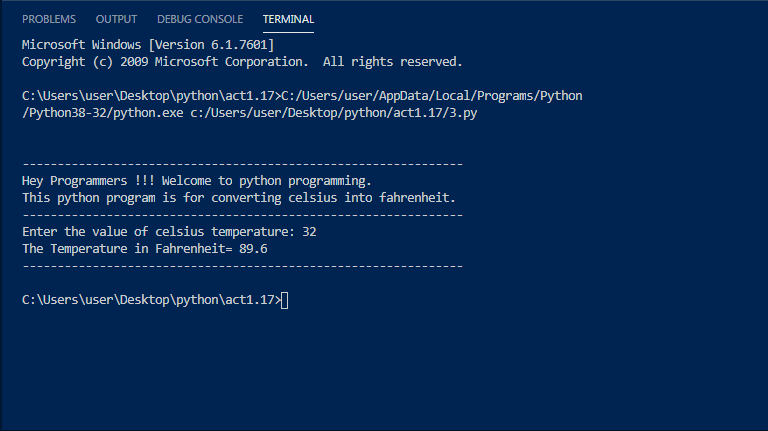 PROBLEMS OUTPUT DEBUG CONSOLE TERMINAL
Microsoft Windows [Version 6.1.7601]
Copyright (c) 2009 Microsoft Corporation.  All rights reserved.
C:\Users\user\Desktop\python\act1.17>C:/Users/user/AppData/Local/Programs/Python
/Python38-32/python.exe c:/Users/user/Desktop/python/act1.17/3.py
---------------------------------------------------------------
Hey Programmers !!! Welcome to python programming.
This python program is for converting celsius into fahrenheit.
---------------------------------------------------------------
Enter the value of celsius temperature: 32
The Temperature in Fahrenheit= 89.6
---------------------------------------------------------------
C:\Users\user\Desktop\python\act1.17>